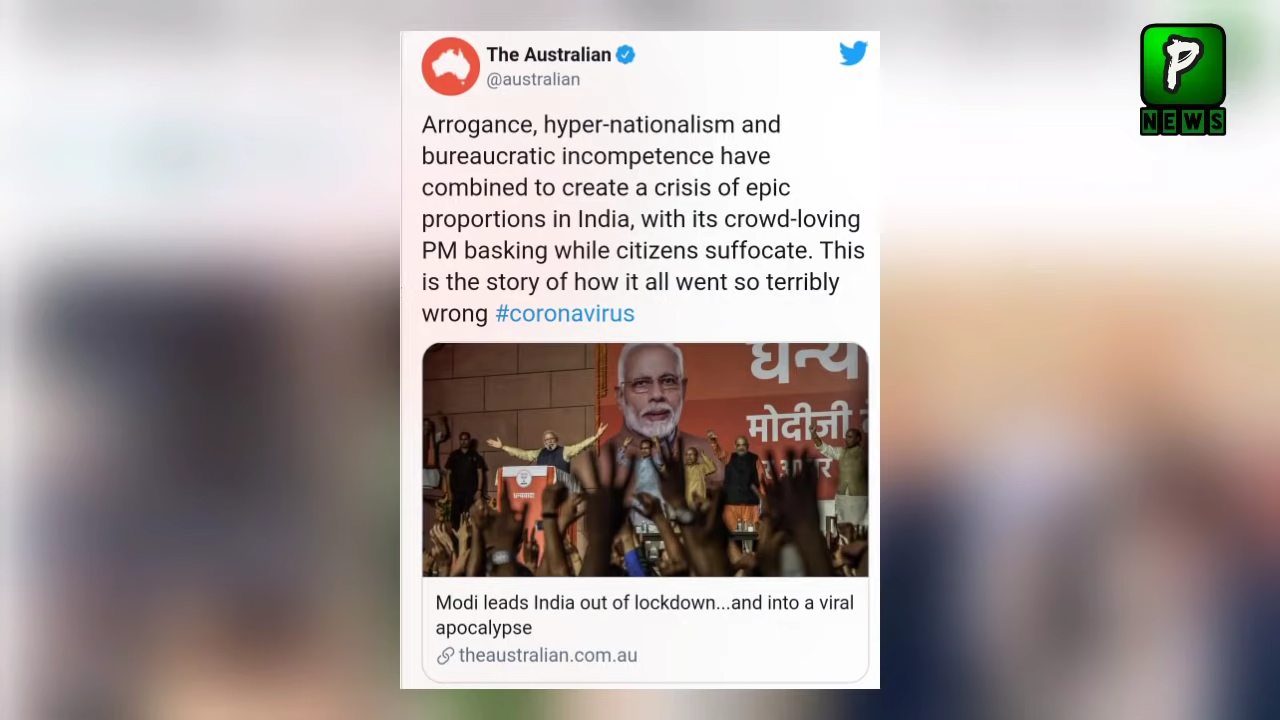 The Australian
@australian
P
NEWS
Arrogance, hyper-nationalism and
bureaucratic incompetence have
combined to create a crisis of epic
proportions in India, with its crowd-loving
PM basking while citizens suffocate. This
is the story of how it all went so terribly
wrong #coronavirus
धन्य
मोदीजी
धन्यवाद
Modi leads India out of lockdown...and into a viral
apocalypse
theaustralian.com.au